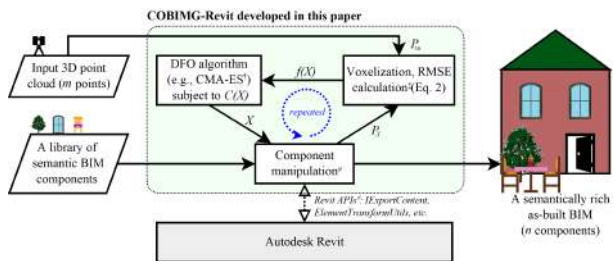 COBIMG-Revit developed in this paper
Input 3D point
cloud (m points)
DFO algorithm
(e.g., CMA-ES
subject to C(X)
f(X)
Pin
Voxelization, RMSE
calculation (Eq. 2)
repeated
X
A library of
semantic BIM
components
Component
manipulation
Revit APIs: IExportContent,
ElementTransformUtils, etc.
Autodesk Revit
A semantically rich
as-built BIM
(n components)